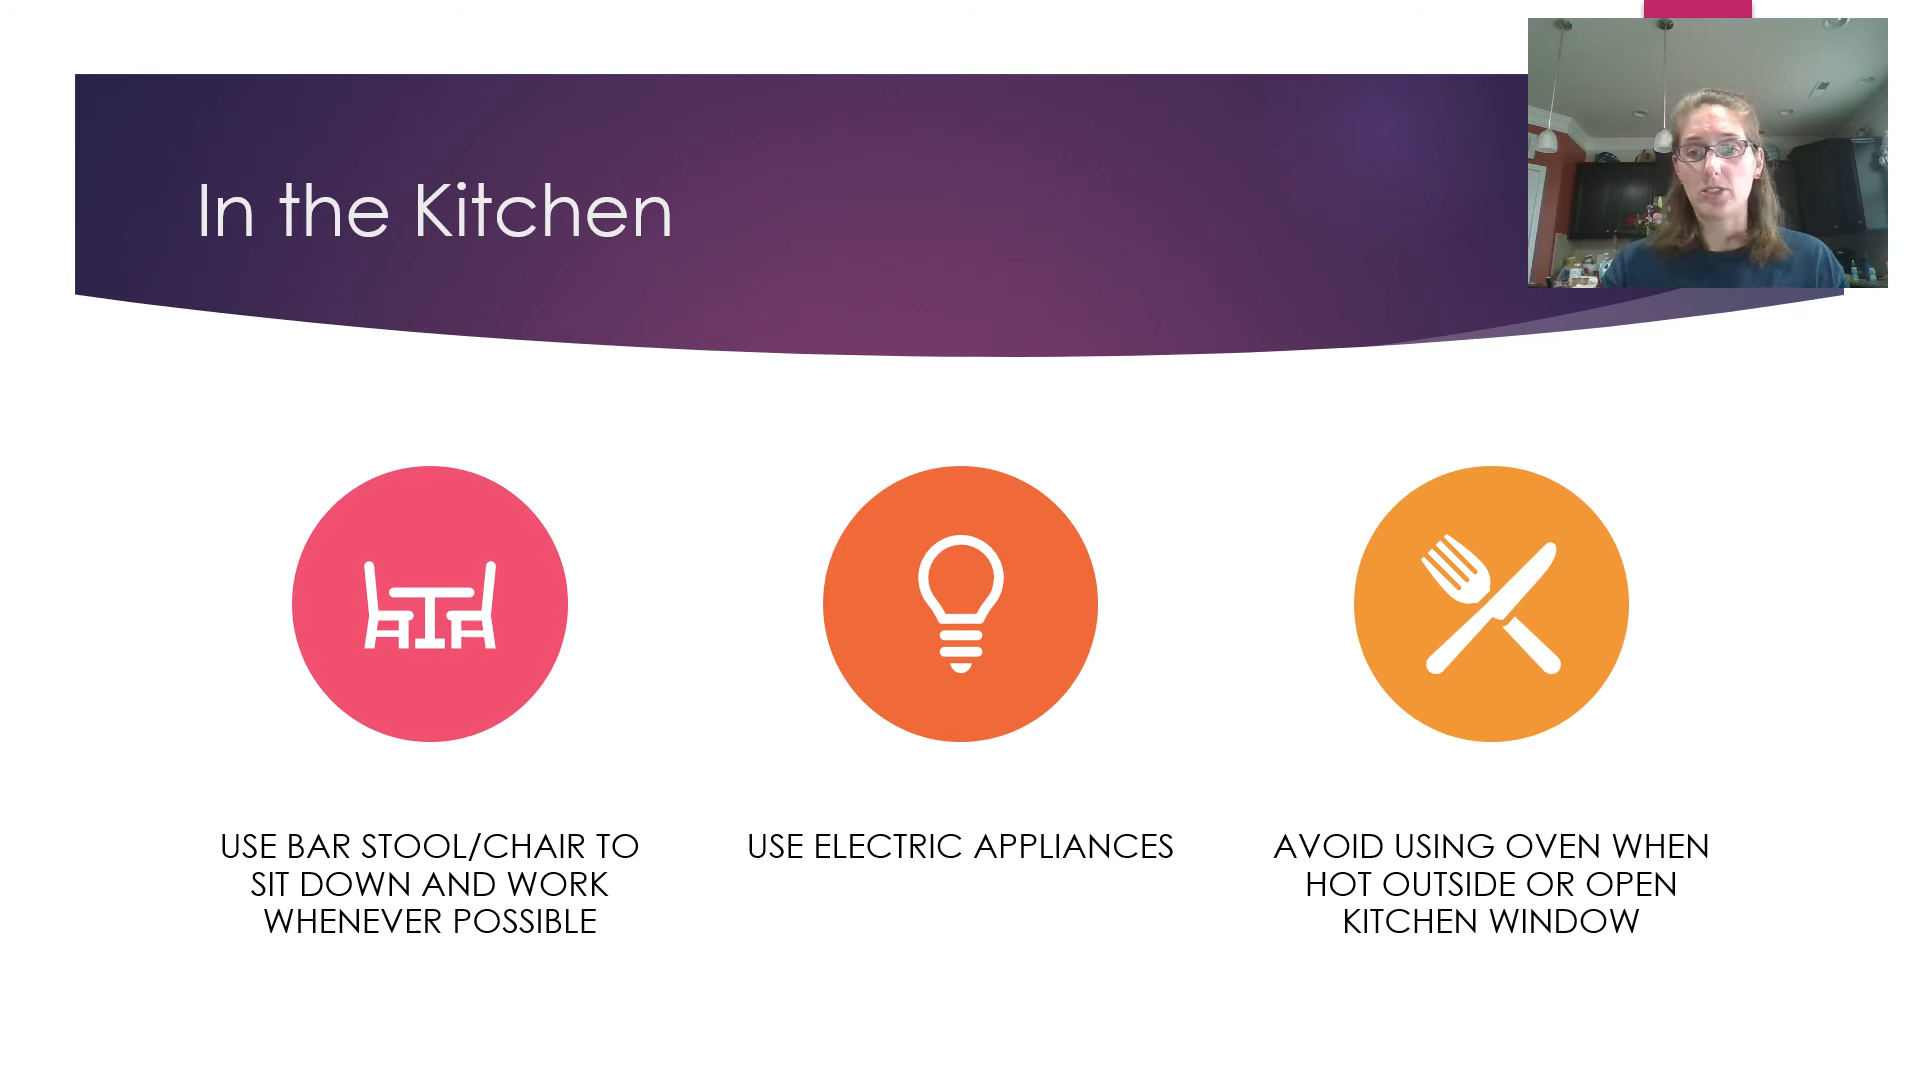 In the Kitchen
USE BAR STOOL/CHAIR TO
SIT DOWN AND WORK
WHENEVER POSSIBLE
USE ELECTRIC APPLIANCES
AVOID USING OVEN WHEN
HOT OUTSIDE OR OPEN
KITCHEN WINDOW